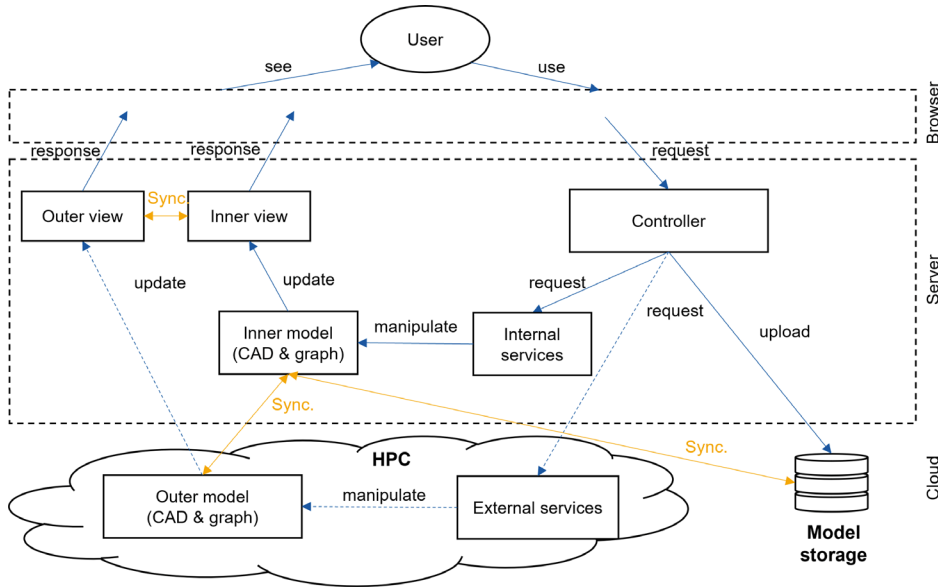 User
see
use
Browser
response
response
request
Sync.
Outer view
Inner view
Controller
Server
update
update
request
request
Inner model
(CAD & graph)
manipulate
Internal
services
upload
Sync.
Sync.
HPC
Cloud
Outer model
(CAD & graph)
manipulate
External services
Model
storage